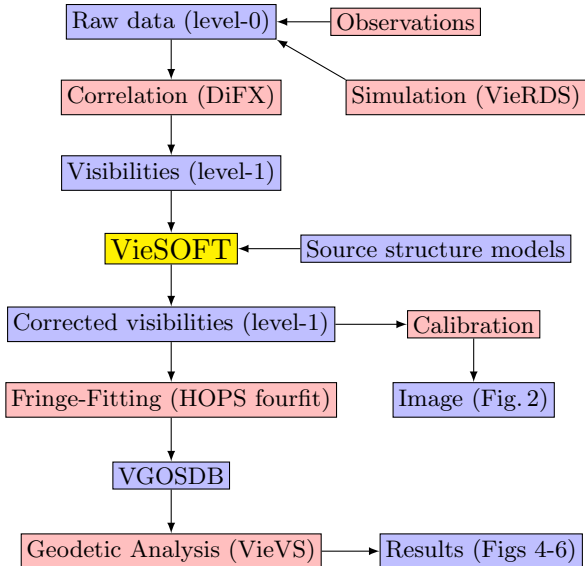 Raw data (level-0)
Observations
Correlation (DiFX)
Simulation (VieRDS)
Visibilities (level-1)
VieSOFT
Source structure models
Corrected visibilities (level-1)
Calibration
Fringe-Fitting (HOPS fourfit)
Image (Fig. 2)
VGOSDB
Geodetic Analysis (VieVS)
Results (Figs 4-6)